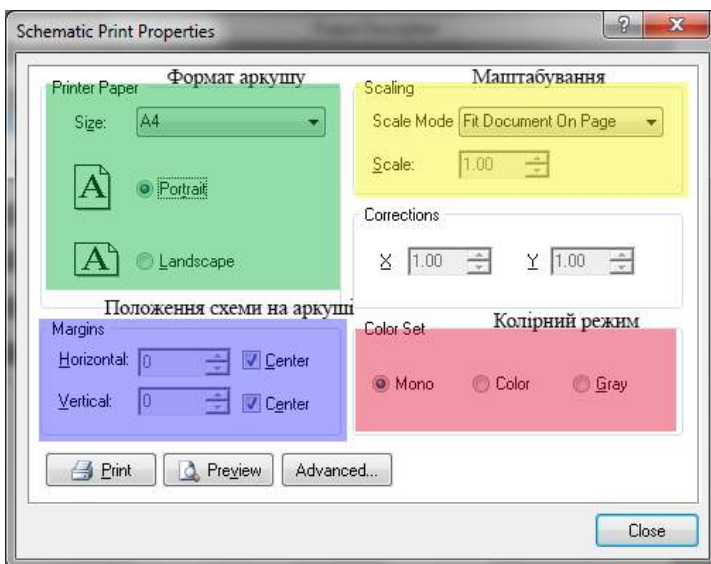 Schematic Print Properties
Формат аркушу
Printer Paper
Size: A4
A Portrait
A Landscape
Маштабування
Scaling
Scale Mode Fit Document On Page
Scale: 1.00
Corrections
X 1.00 Y 1.00
Положення схеми на аркуші
Margins
Horizontal: 0 Center
Vertical: 0 Center
Колірний режим
Color Set
Mono Color Gray
Print Preview Advanced...
Close